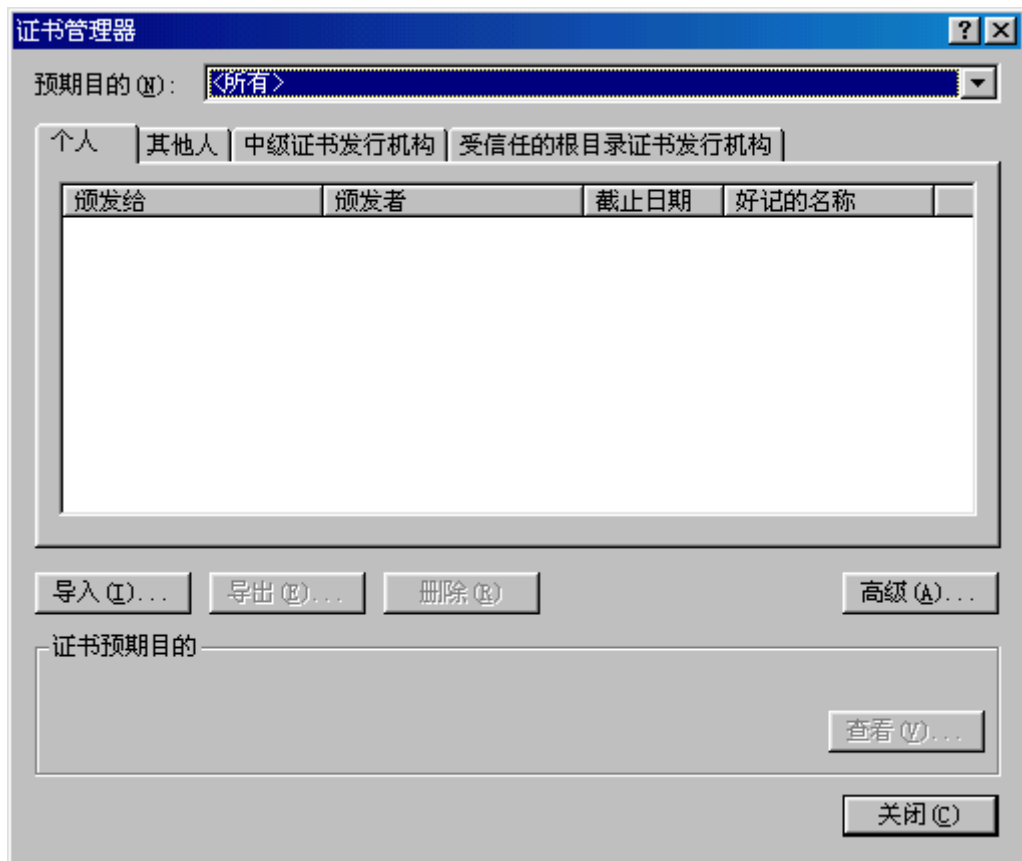 证书管理器
预期目的(N): <所有>
个人 其他人 中级证书发行机构 受信任的根目录证书发行机构
颁发给 颁发者 截止日期 好记的名称
导入(I)... 导出(E)... 删除(R) 高级(A)...
证书预期目的
查看(V)...
关闭(C)